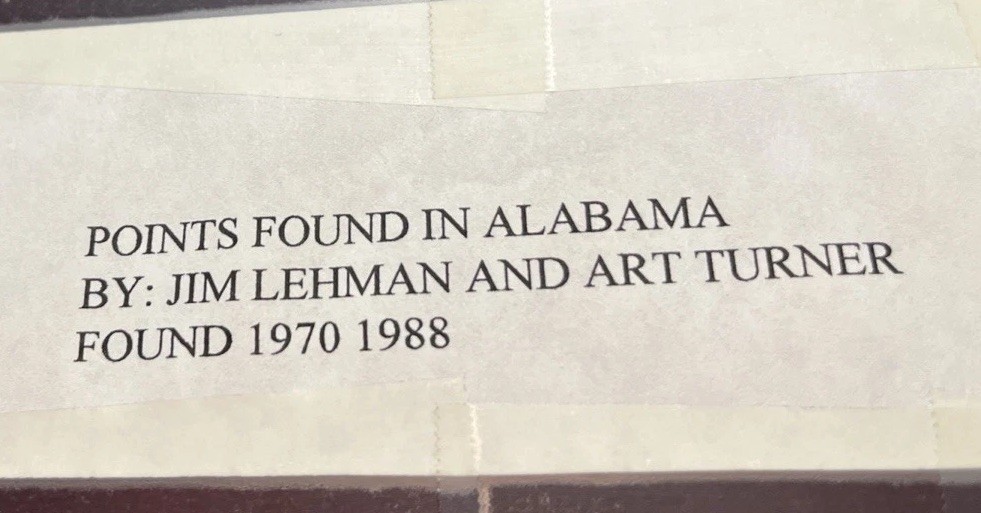 POINTS FOUND IN ALABAMA
BY: JIM LEHMAN AND ART TURNER
FOUND 1970 1988